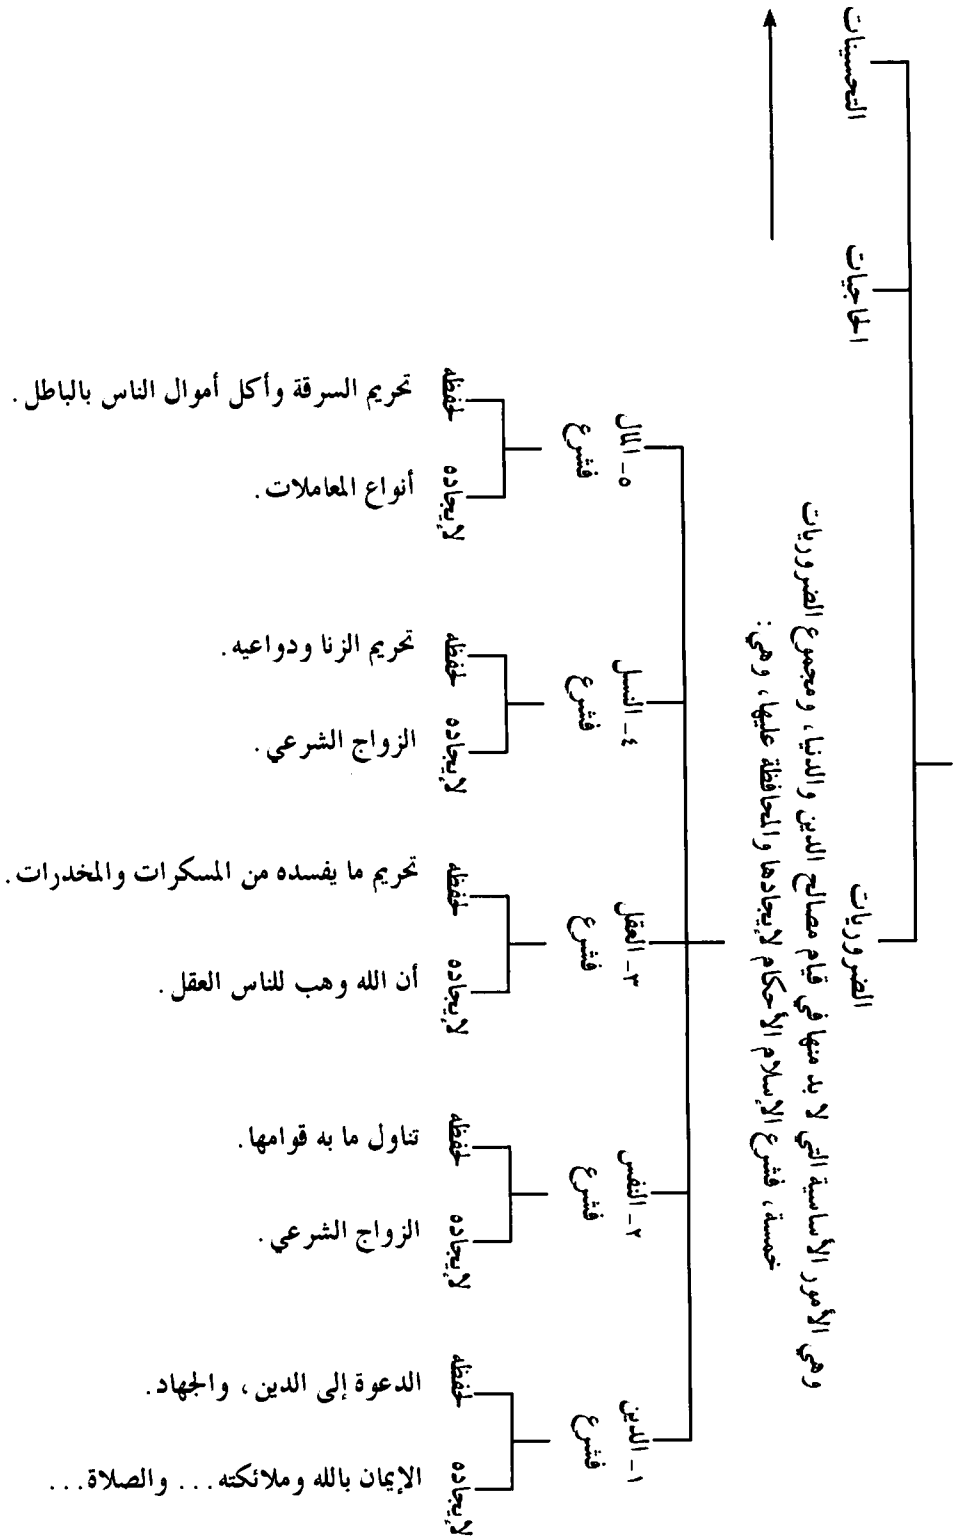 الضروريات
الحاجيات
التحسينات
وهي الأمور الأساسية التي لا بد منها في قيام مصالح الدين والدنيا، ومجموع الضروريات
خمسة، فشرع الإسلام الأحكام لإيجادها والمحافظة عليها، وهي:
١- الدين
فشرع
لإيجاده
الإيمان بالله وملائكته... والصلاة...
لحفظه
الدعوة إلى الدين، والجهاد.
٢- النفس
فشرع
لإيجاده
الزواج الشرعي.
لحفظه
تناول ما به قوامها.
٣- العقل
فشرع
لإيجاده
أن الله وهب للناس العقل.
لحفظه
تحريم ما يفسده من المسكرات والمخدرات.
٤- النسل
فشرع
لإيجاده
الزواج الشرعي.
لحفظه
تحريم الزنا ودواعيه.
٥- المال
فشرع
لإيجاده
أنواع المعاملات.
لحفظه
تحريم السرقة وأكل أموال الناس بالباطل.